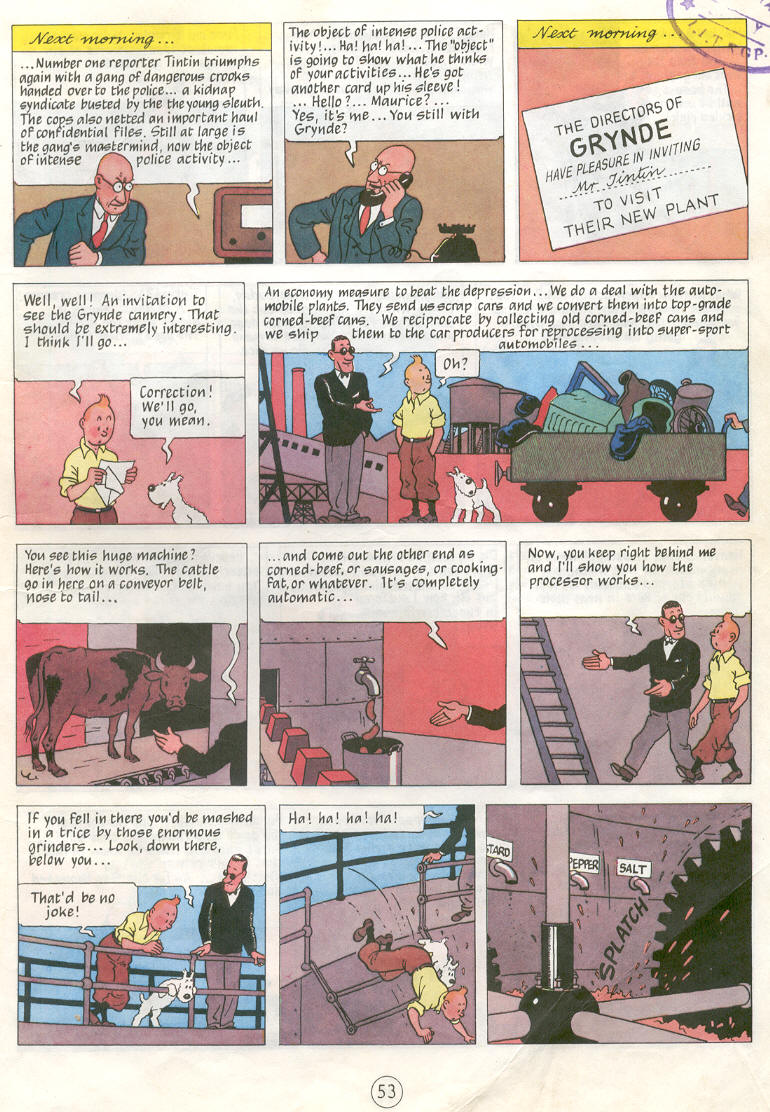 Next morning...
...Number one reporter Tintin triumphs
again with a gang of dangerous crooks
handed over to the police... a kidnap
syndicate busted by the the young sleuth.
The cops also netted an important haul
of confidential files. Still at large is
the gang's mastermind, now the object
of intense police activity...
The object of intense police act-
ivity!... Ha! ha! ha!... The "object"
is going to show what he thinks
of your activities... He's got
another card up his sleeve!
... Hello?... Maurice?...
Yes, it's me... You still with
Grynde?
Next morning...
THE DIRECTORS OF
GRYNDE
HAVE PLEASURE IN INVITING
Mr Tintin
TO VISIT
THEIR NEW PLANT
I.I.T. KGP.
Well, well! An invitation to
see the Grynde cannery. That
should be extremely interesting.
I think I'll go...
Correction!
We'll go,
you mean.
An economy measure to beat the depression... We do a deal with the auto-
mobile plants. They send us scrap cars and we convert them into top-grade
corned-beef cans. We reciprocate by collecting old corned-beef cans and
we ship them to the car producers for reprocessing into super-sport
automobiles...
Oh?
You see this huge machine?
Here's how it works. The cattle
go in here on a conveyor belt,
nose to tail...
...and come out the other end as
corned-beef, or sausages, or cooking-
fat, or whatever. It's completely
automatic...
Now, you keep right behind me
and I'll show you how the
processor works...
If you fell in there you'd be mashed
in a trice by those enormous
grinders... Look, down there,
below you...
That'd be no
joke!
Ha! ha! ha! ha!
TARD
PEPPER
SALT
SPLATCH
53